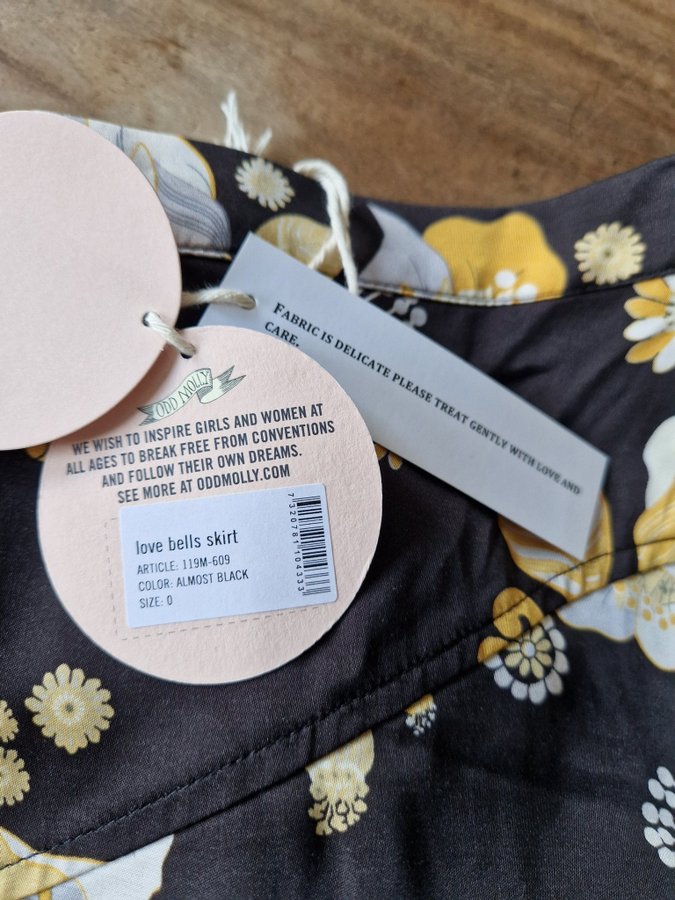 FABRIC IS DELICATE PLEASE TREAT GENTLY WITH LOVE AND
CARE.
ODD MOLLY
WE WISH TO INSPIRE GIRLS AND WOMEN AT
ALL AGES TO BREAK FREE FROM CONVENTIONS
AND FOLLOW THEIR OWN DREAMS.
SEE MORE AT ODDMOLLY.COM
love bells skirt
ARTICLE: 119M-609
COLOR: ALMOST BLACK
SIZE: 0
7320781104333